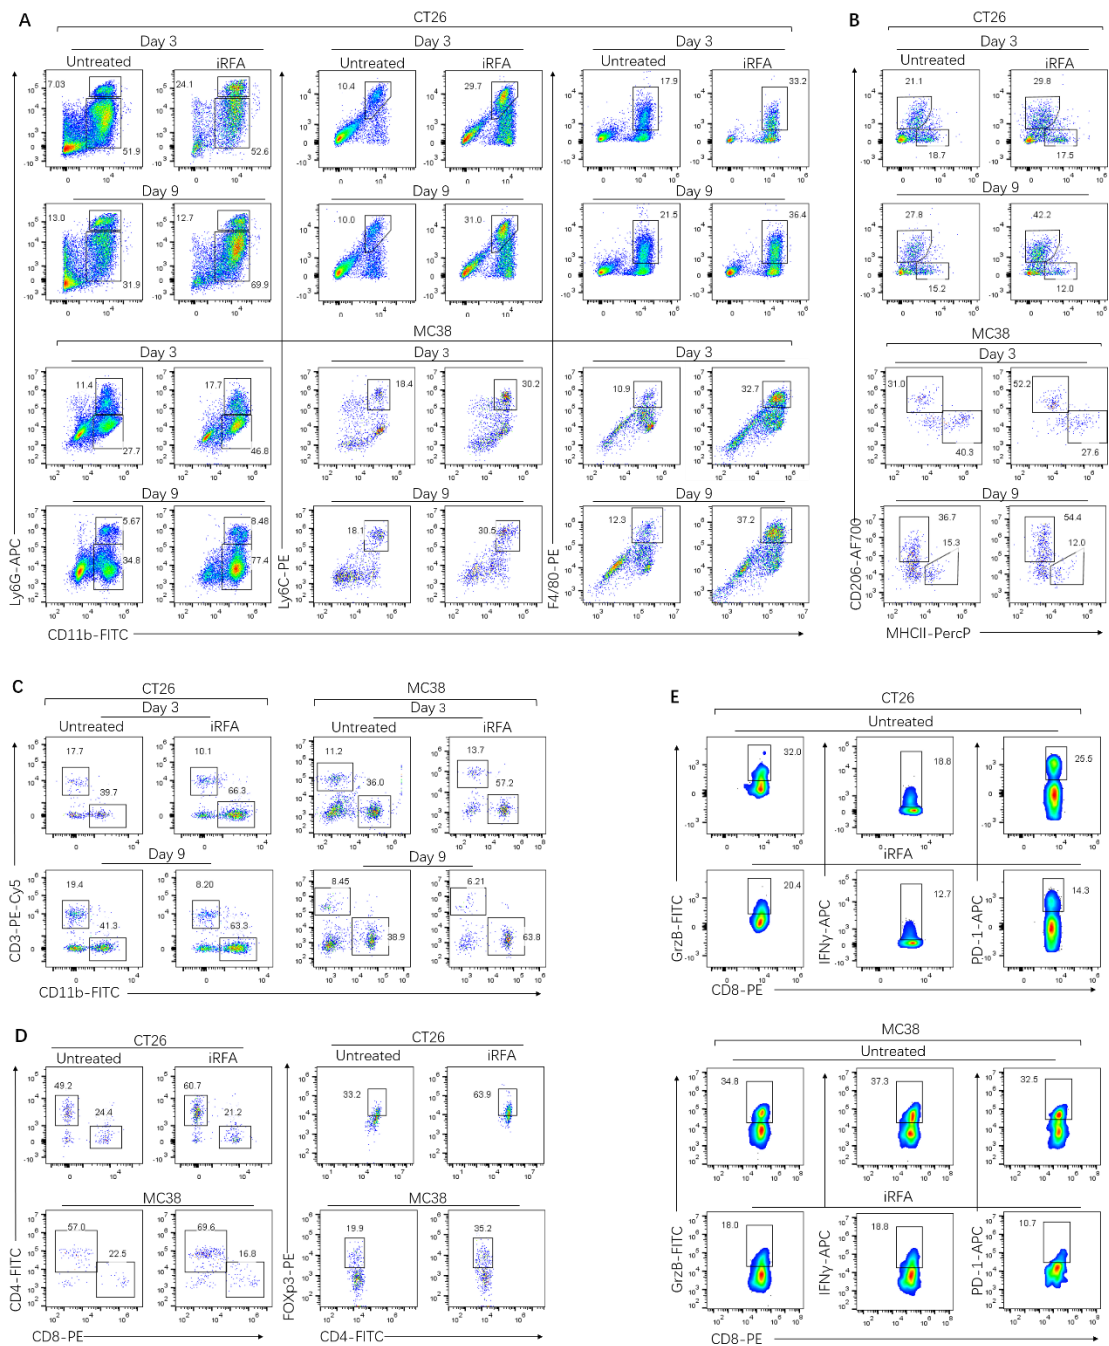 A
CT26
Day 3
Day 3
Day 3
Untreated
iRFA
Untreated
iRFA
Untreated
iRFA
7.03
51.9
24.1
52.6
10.4
29.7
17.9
33.2
Day 9
Day 9
Day 9
13.0
31.9
12.7
69.9
10.0
31.0
21.5
36.4
MC38
Day 3
Day 3
Day 3
11.4
27.7
17.7
46.8
18.4
30.2
10.9
32.7
Day 9
Day 9
Day 9
5.67
34.8
8.48
77.4
18.1
30.5
12.3
37.2
Ly6G-APC
Ly6C-PE
F4/80-PE
CD11b-FITC
B
CT26
Day 3
Untreated
iRFA
21.1
18.7
29.8
17.5
Day 9
27.8
15.2
42.2
12.0
MC38
Day 3
31.0
40.3
52.2
27.6
Day 9
36.7
15.3
54.4
12.0
CD206-AF700
MHCII-PercP
C
CT26
Day 3
Untreated
iRFA
17.7
39.7
10.1
66.3
Day 9
19.4
41.3
8.20
63.3
MC38
Day 3
Untreated
iRFA
11.2
36.0
13.7
57.2
Day 9
8.45
38.9
6.21
63.8
CD3-PE-Cy5
CD11b-FITC
D
CT26
Untreated
iRFA
49.2
24.4
60.7
21.2
MC38
57.0
22.5
69.6
16.8
CD4-FITC
CD8-PE
CT26
Untreated
iRFA
33.2
63.9
MC38
19.9
35.2
FOXp3-PE
CD4-FITC
E
CT26
Untreated
32.0
18.8
25.5
iRFA
20.4
12.7
14.3
GrzB-FITC
IFNγ-APC
PD-1-APC
CD8-PE
MC38
Untreated
34.8
37.3
32.5
iRFA
18.0
18.8
10.7
GrzB-FITC
IFNγ-APC
PD-1-APC
CD8-PE